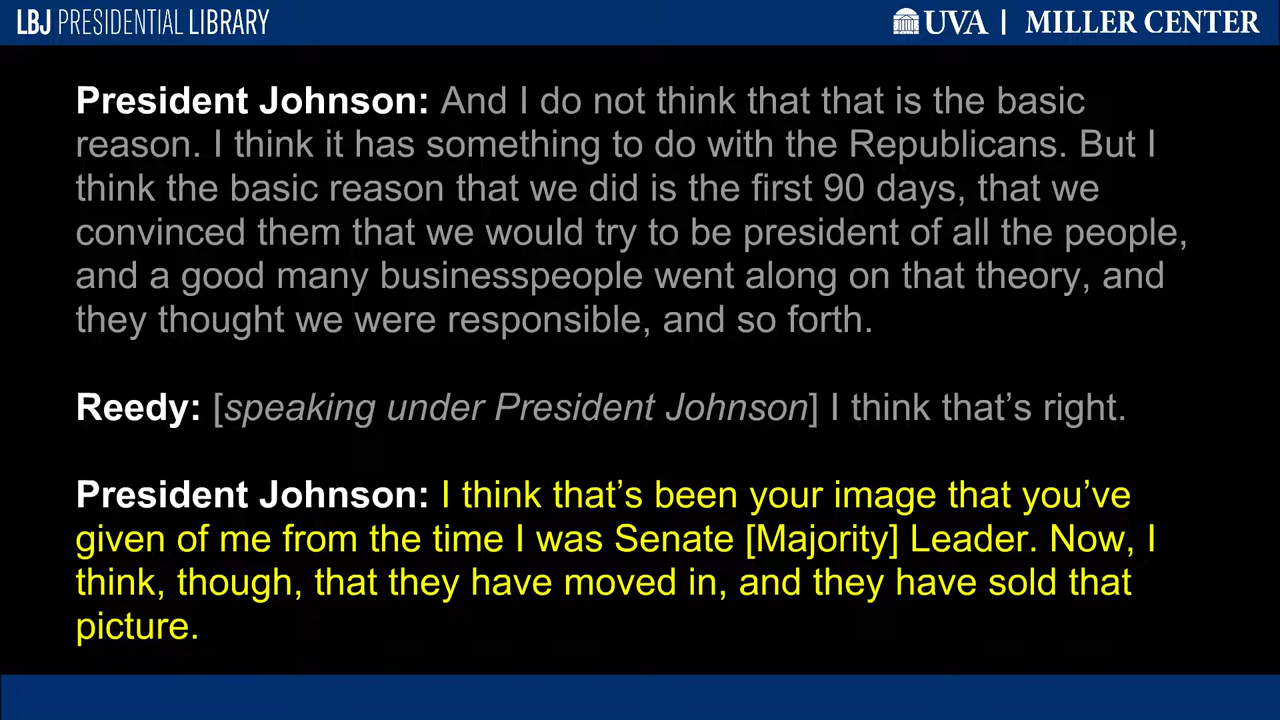 LBJ PRESIDENTIAL LIBRARY
UVA | MILLER CENTER
President Johnson: And I do not think that that is the basic
reason. I think it has something to do with the Republicans. But I
think the basic reason that we did is the first 90 days, that we
convinced them that we would try to be president of all the people,
and a good many businesspeople went along on that theory, and
they thought we were responsible, and so forth.
Reedy: [speaking under President Johnson] I think that’s right.
President Johnson: I think that’s been your image that you’ve
given of me from the time I was Senate [Majority] Leader. Now, I
think, though, that they have moved in, and they have sold that
picture.